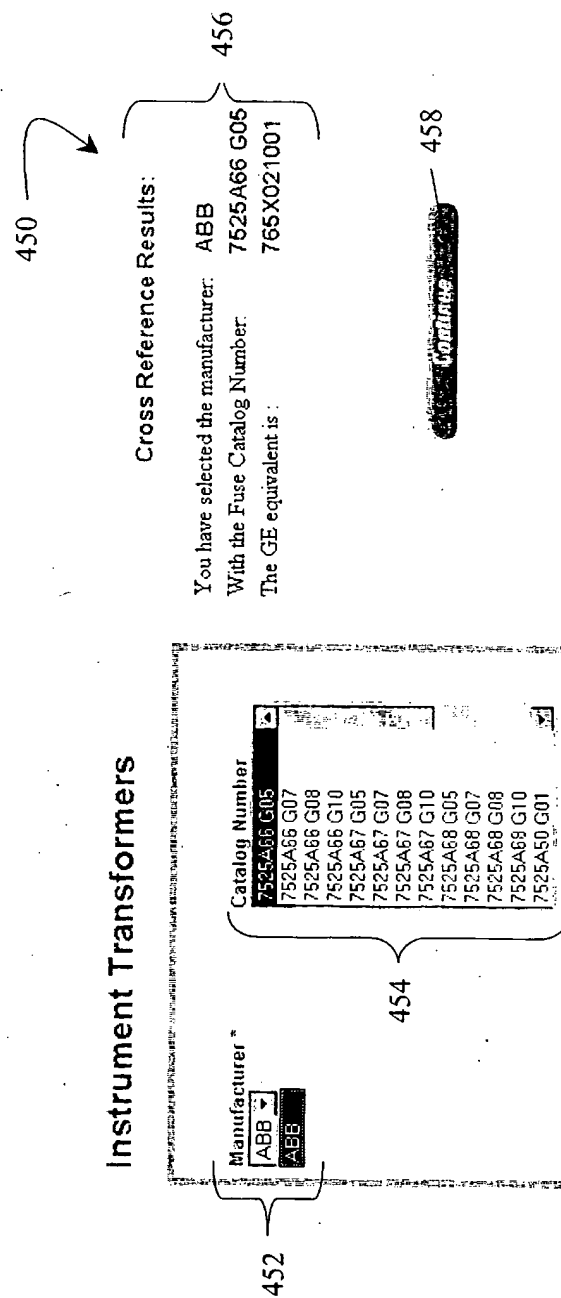 450
Instrument Transformers
452
Manufacturer *
ABB
ABB
454
Catalog Number
7525A66 G05
7525A66 G07
7525A66 G08
7525A66 G10
7525A67 G05
7525A67 G07
7525A67 G08
7525A67 G10
7525A68 G05
7525A68 G07
7525A68 G08
7525A68 G10
7525A50 G01
Cross Reference Results:
You have selected the manufacturer: ABB
With the Fuse Catalog Number: 7525A66 G05
The GE equivalent is : 765X021001
456
Continue
458